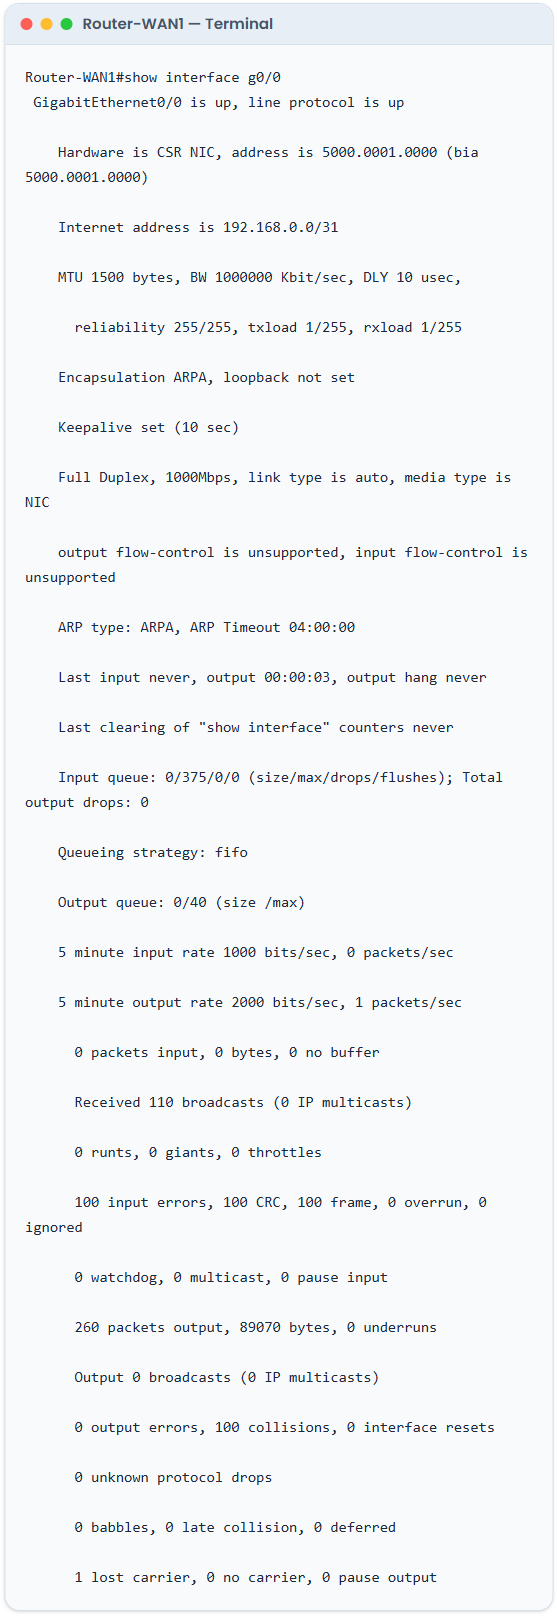 Router-WAN1 — Terminal
Router-WAN1#show interface g0/0
GigabitEthernet0/0 is up, line protocol is up
Hardware is CSR NIC, address is 5000.0001.0000 (bia
5000.0001.0000)
Internet address is 192.168.0.0/31
MTU 1500 bytes, BW 1000000 Kbit/sec, DLY 10 usec,
reliability 255/255, txload 1/255, rxload 1/255
Encapsulation ARPA, loopback not set
Keepalive set (10 sec)
Full Duplex, 1000Mbps, link type is auto, media type is
NIC
output flow-control is unsupported, input flow-control is
unsupported
ARP type: ARPA, ARP Timeout 04:00:00
Last input never, output 00:00:03, output hang never
Last clearing of "show interface" counters never
Input queue: 0/375/0/0 (size/max/drops/flushes); Total
output drops: 0
Queueing strategy: fifo
Output queue: 0/40 (size /max)
5 minute input rate 1000 bits/sec, 0 packets/sec
5 minute output rate 2000 bits/sec, 1 packets/sec
0 packets input, 0 bytes, 0 no buffer
Received 110 broadcasts (0 IP multicasts)
0 runts, 0 giants, 0 throttles
100 input errors, 100 CRC, 100 frame, 0 overrun, 0
ignored
0 watchdog, 0 multicast, 0 pause input
260 packets output, 89070 bytes, 0 underruns
Output 0 broadcasts (0 IP multicasts)
0 output errors, 100 collisions, 0 interface resets
0 unknown protocol drops
0 babbles, 0 late collision, 0 deferred
1 lost carrier, 0 no carrier, 0 pause output